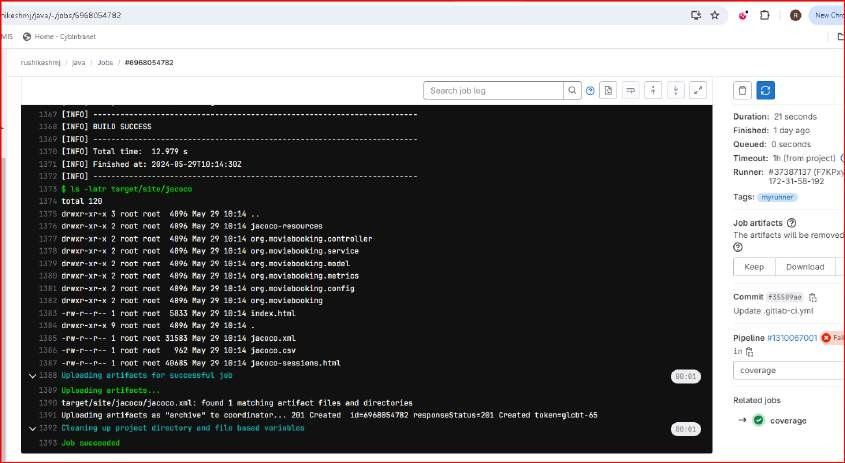 rushikeshmj/java/-/jobs/6968054782
R
New Chro
MIS
Home - CybIntranet
rushikeshmj / java / Jobs / #6968054782
Search job log
1367 [INFO] ------------------------------------------------------------------------
1368 [INFO] BUILD SUCCESS
1369 [INFO] ------------------------------------------------------------------------
1370 [INFO] Total time:  12.979 s
1371 [INFO] Finished at: 2024-05-29T10:14:30Z
1372 [INFO] ------------------------------------------------------------------------
1373 $ ls -latr target/site/jacoco
1374 total 120
1375 drwxr-xr-x 3 root root  4096 May 29 10:14 ..
1376 drwxr-xr-x 2 root root  4096 May 29 10:14 jacoco-resources
1377 drwxr-xr-x 2 root root  4096 May 29 10:14 org.moviebooking.controller
1378 drwxr-xr-x 2 root root  4096 May 29 10:14 org.moviebooking.service
1379 drwxr-xr-x 2 root root  4096 May 29 10:14 org.moviebooking.model
1380 drwxr-xr-x 2 root root  4096 May 29 10:14 org.moviebooking.metrics
1381 drwxr-xr-x 2 root root  4096 May 29 10:14 org.moviebooking.config
1382 drwxr-xr-x 2 root root  4096 May 29 10:14 org.moviebooking
1383 -rw-r--r-- 1 root root  5833 May 29 10:14 index.html
1384 drwxr-xr-x 9 root root  4096 May 29 10:14 .
1385 -rw-r--r-- 1 root root 31583 May 29 10:14 jacoco.xml
1386 -rw-r--r-- 1 root root   962 May 29 10:14 jacoco.csv
1387 -rw-r--r-- 1 root root 40685 May 29 10:14 jacoco-sessions.html
1388 Uploading artifacts for successful job 00:01
1389 Uploading artifacts...
1390 target/site/jacoco/jacoco.xml: found 1 matching artifact files and directories
1391 Uploading artifacts as "archive" to coordinator... 201 Created  id=6968054782 responseStatus=201 Created token=glcbt-65
1392 Cleaning up project directory and file based variables 00:01
1393 Job succeeded
Duration: 21 seconds
Finished: 1 day ago
Queued: 0 seconds
Timeout: 1h (from project)
Runner: #37387137 (F7KPxy
172-31-58-192
Tags: myrunner
Job artifacts
The artifacts will be removed
Keep
Download
Commit f35509ae
Update .gitlab-ci.yml
Pipeline #1310067001 Fail
in
coverage
Related jobs
→ coverage